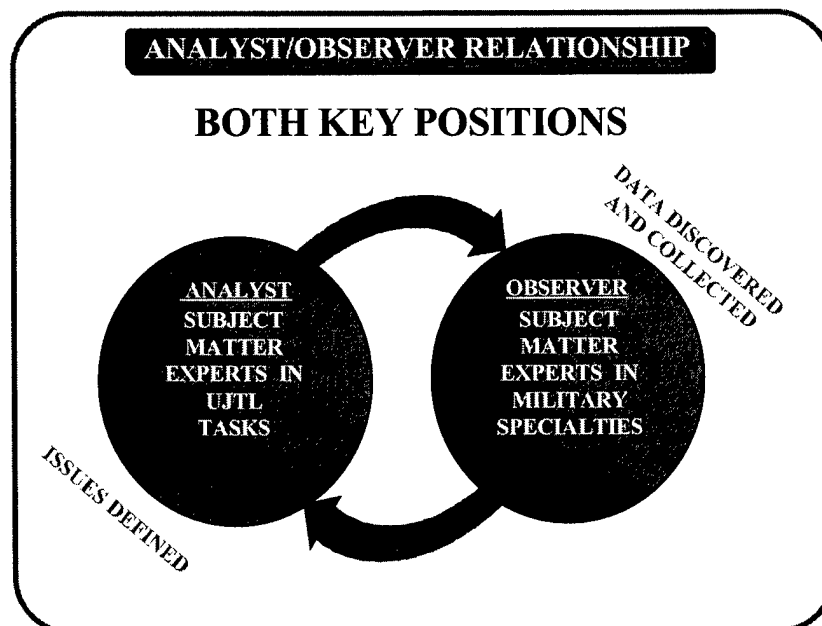 ANALYST/OBSERVER RELATIONSHIP
BOTH KEY POSITIONS
DATA DISCOVERED
AND COLLECTED
ANALYST
SUBJECT
MATTER
EXPERTS IN
UJTL
TASKS
OBSERVER
SUBJECT
MATTER
EXPERTS IN
MILITARY
SPECIALTIES
ISSUES DEFINED